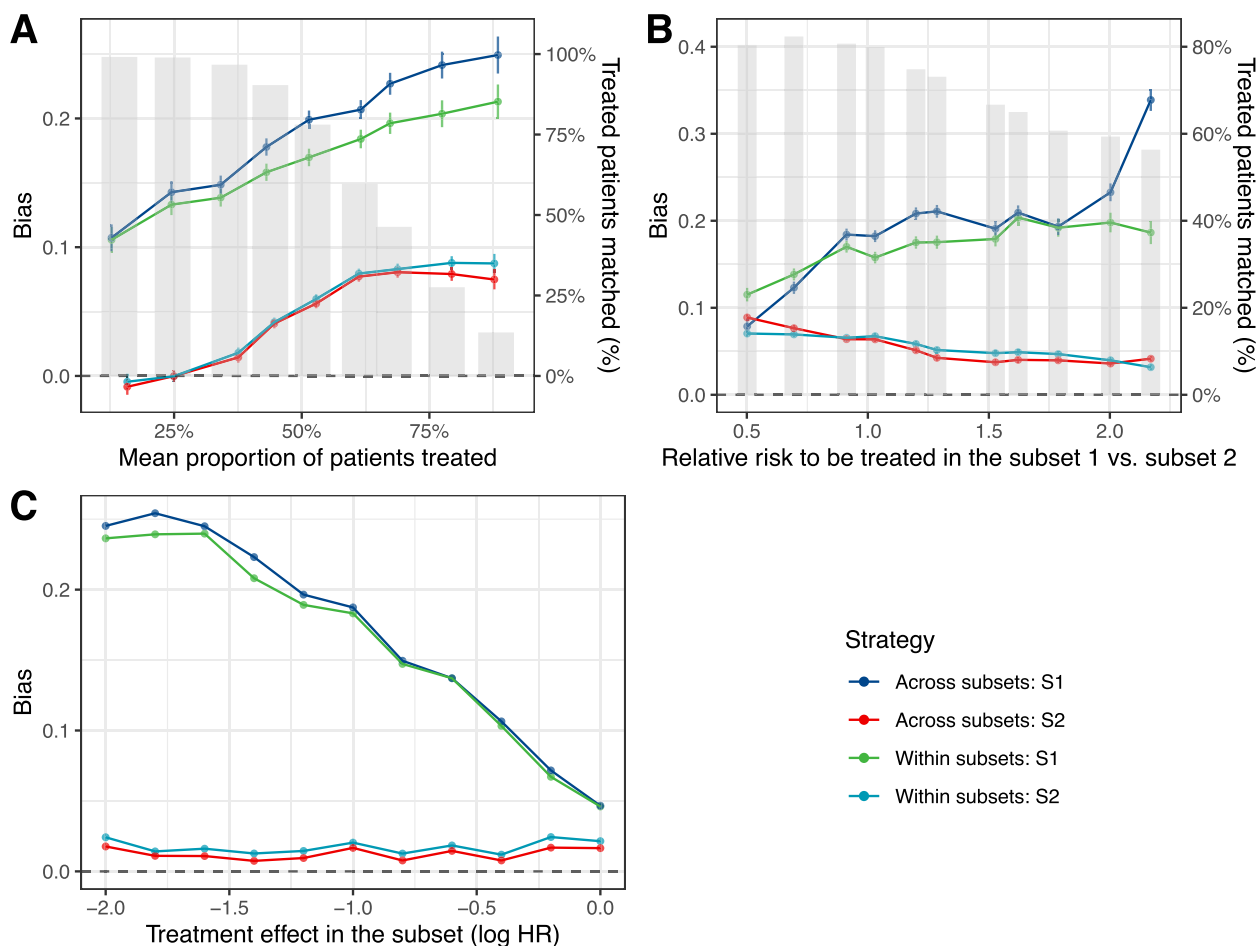 A
0.2
0.1
0.0
Bias
100%
75%
50%
25%
0%
Treated patients matched (%)
25%
50%
75%
Mean proportion of patients treated
B
0.4
0.3
0.2
0.1
0.0
Bias
80%
60%
40%
20%
0%
Treated patients matched (%)
0.5
1.0
1.5
2.0
Relative risk to be treated in the subset 1 vs. subset 2
C
0.2
0.1
0.0
Bias
−2.0
−1.5
−1.0
−0.5
0.0
Treatment effect in the subset (log HR)
Strategy
Across subsets: S1
Across subsets: S2
Within subsets: S1
Within subsets: S2